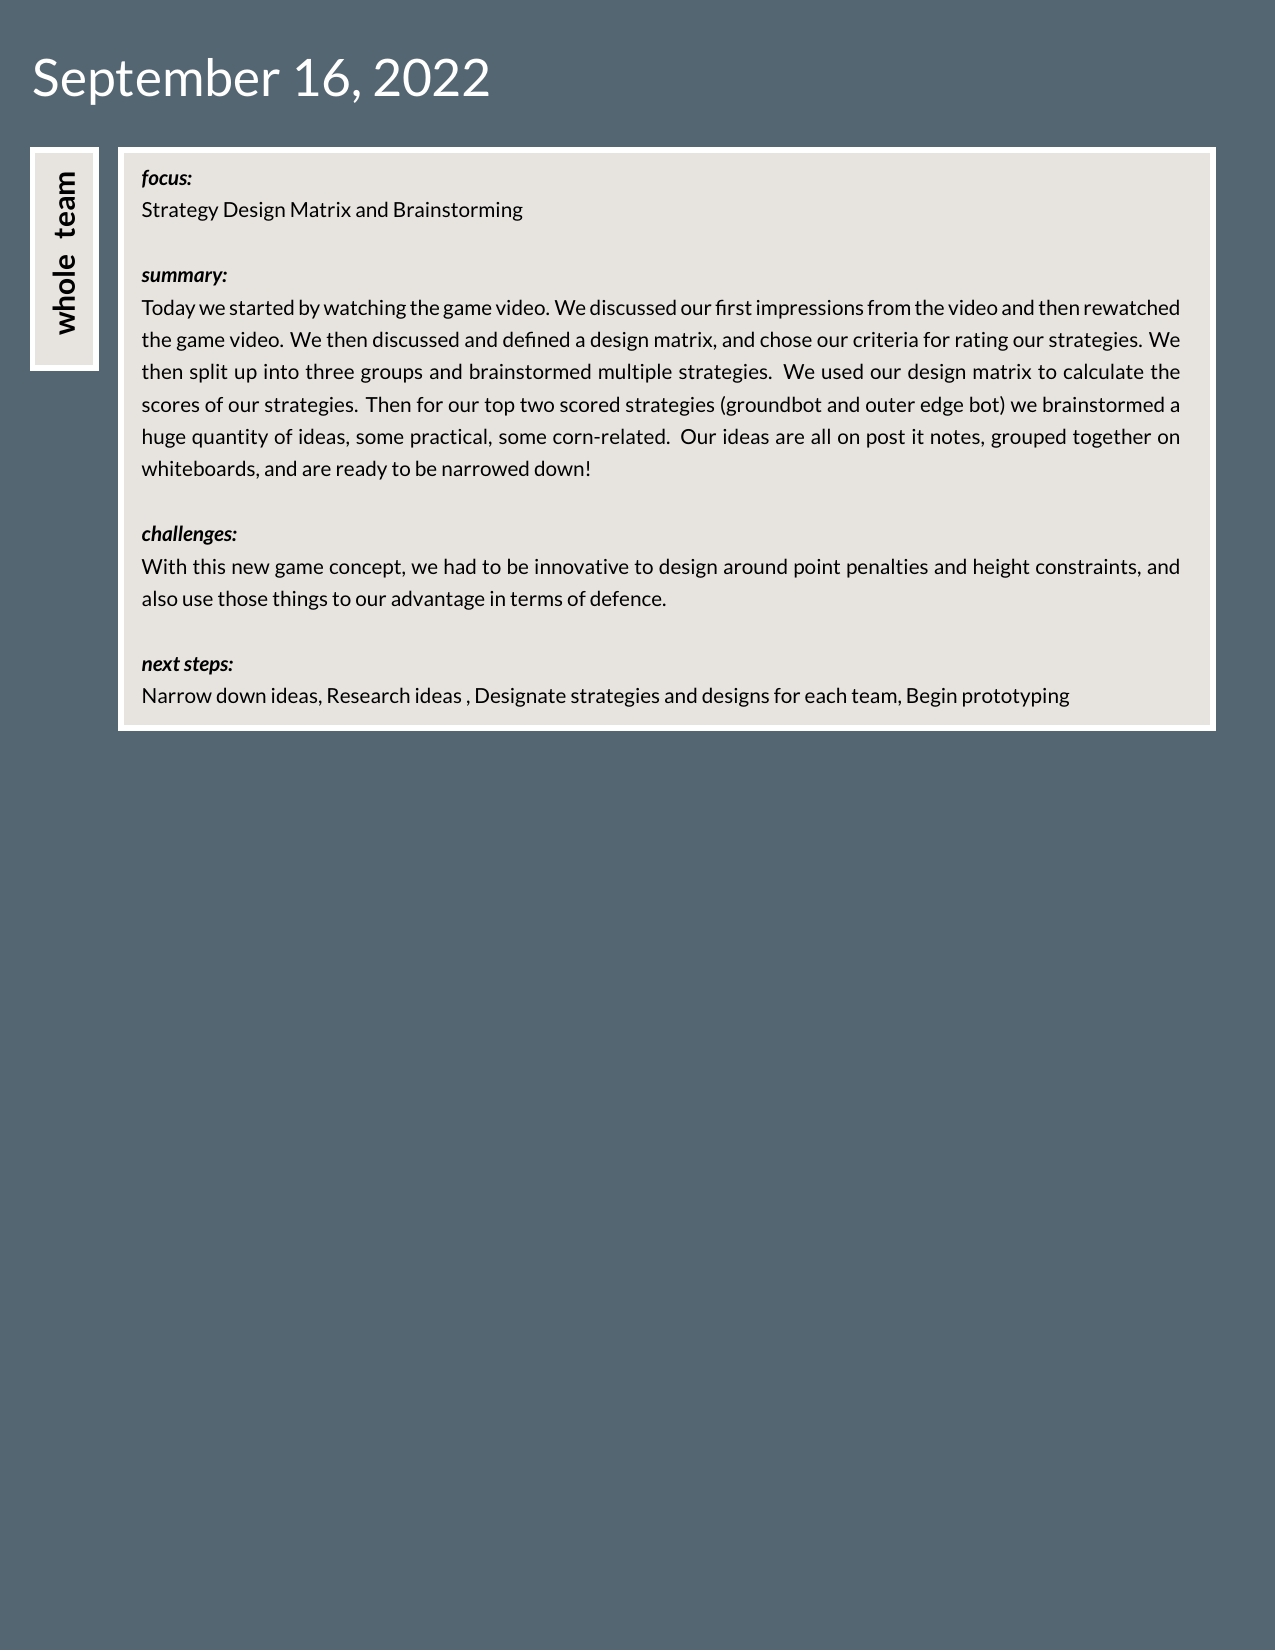 September 16, 2022
whole team
focus:
Strategy Design Matrix and Brainstorming
summary:
Today we started by watching the game video. We discussed our first impressions from the video and then rewatched
the game video. We then discussed and defined a design matrix, and chose our criteria for rating our strategies. We
then split up into three groups and brainstormed multiple strategies. We used our design matrix to calculate the
scores of our strategies. Then for our top two scored strategies (groundbot and outer edge bot) we brainstormed a
huge quantity of ideas, some practical, some corn-related. Our ideas are all on post it notes, grouped together on
whiteboards, and are ready to be narrowed down!
challenges:
With this new game concept, we had to be innovative to design around point penalties and height constraints, and
also use those things to our advantage in terms of defence.
next steps:
Narrow down ideas, Research ideas , Designate strategies and designs for each team, Begin prototyping